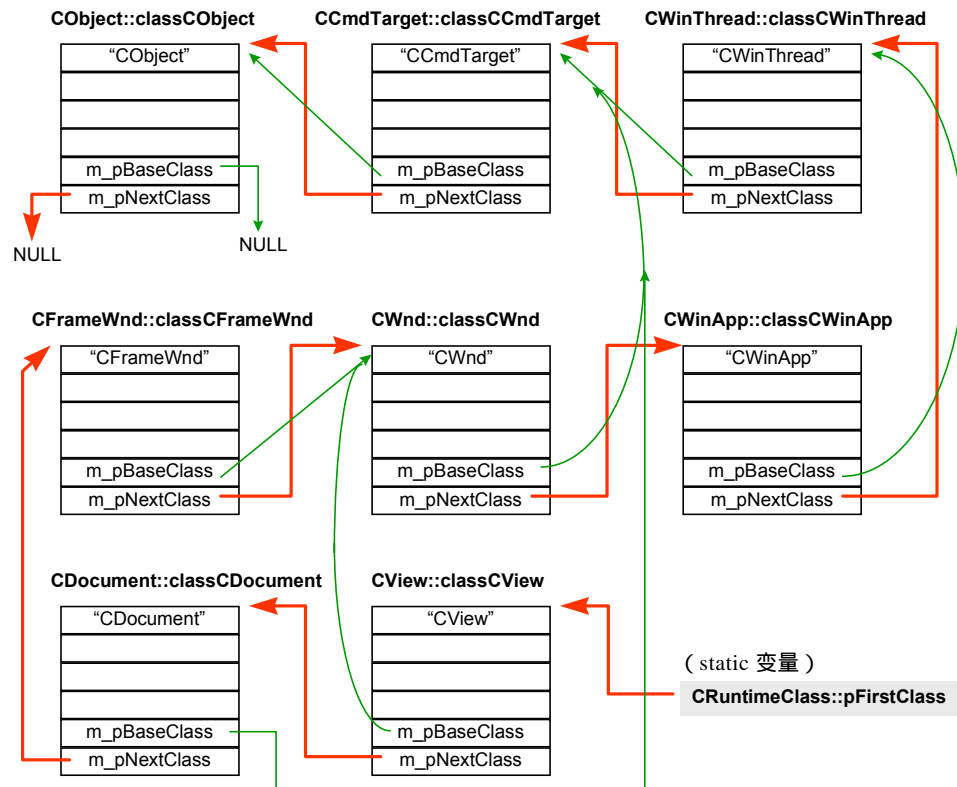 CObject::classCObject
“CObject”
m_pBaseClass
m_pNextClass
NULL
NULL
CCmdTarget::classCCmdTarget
“CCmdTarget”
m_pBaseClass
m_pNextClass
CWinThread::classCWinThread
“CWinThread”
m_pBaseClass
m_pNextClass
CFrameWnd::classCFrameWnd
“CFrameWnd”
m_pBaseClass
m_pNextClass
CWnd::classCWnd
“CWnd”
m_pBaseClass
m_pNextClass
CWinApp::classCWinApp
“CWinApp”
m_pBaseClass
m_pNextClass
CDocument::classCDocument
“CDocument”
m_pBaseClass
m_pNextClass
CView::classCView
“CView”
m_pBaseClass
m_pNextClass
（static 变量）
CRuntimeClass::pFirstClass